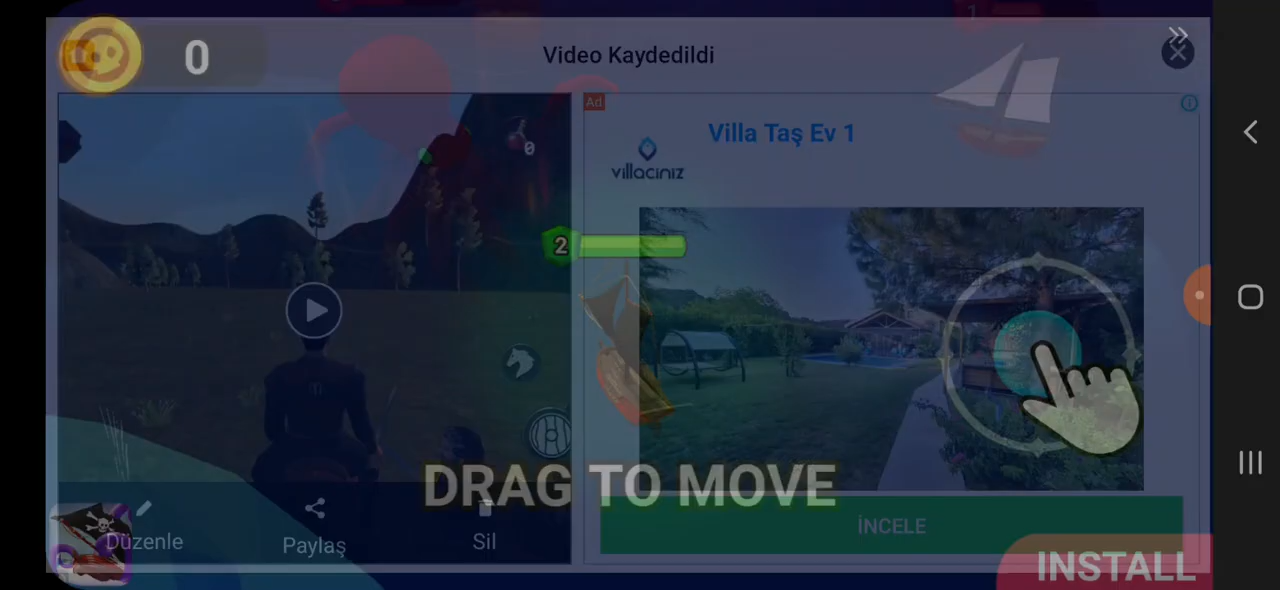 0
Video Kaydedildi
1
Ad
Villa Taş Ev 1
villacınız
0
2
DRAG TO MOVE
Düzenle
Paylaş
Sil
İNCELE
INSTALL